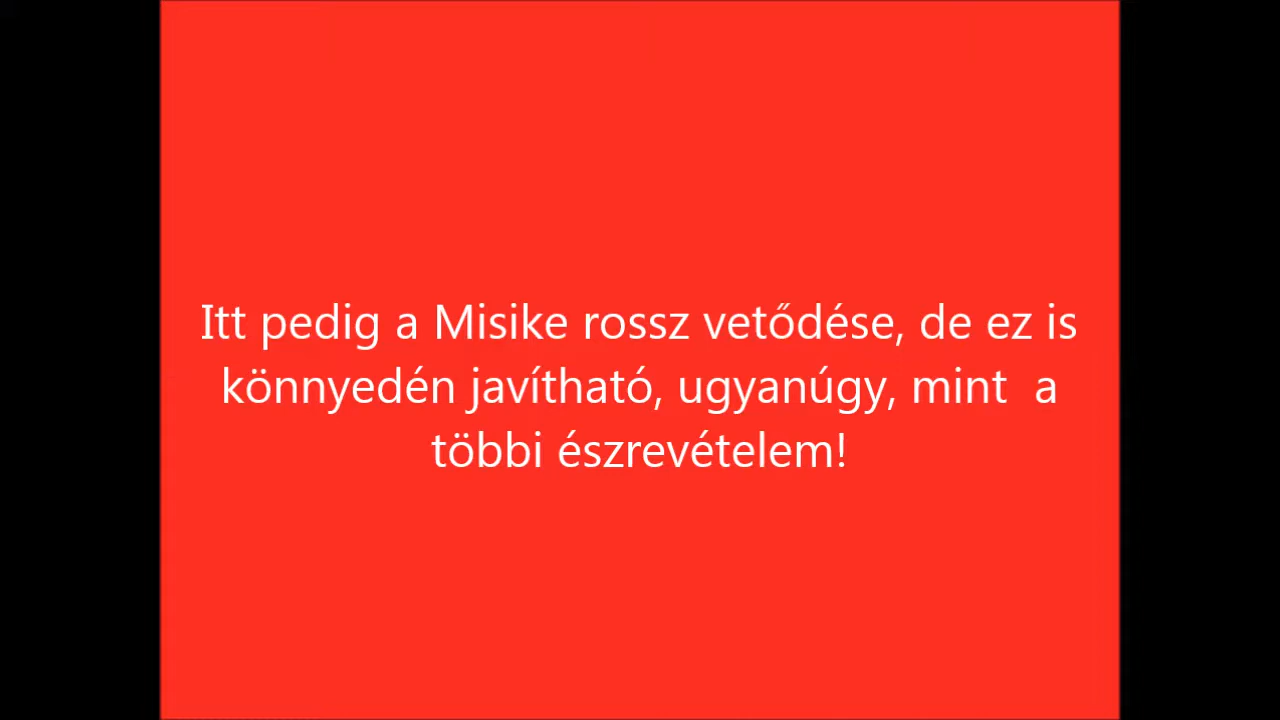 Itt pedig a Misike rossz vetődése, de ez is
könnyedén javítható, ugyanúgy, mint  a
többi észrevételem!